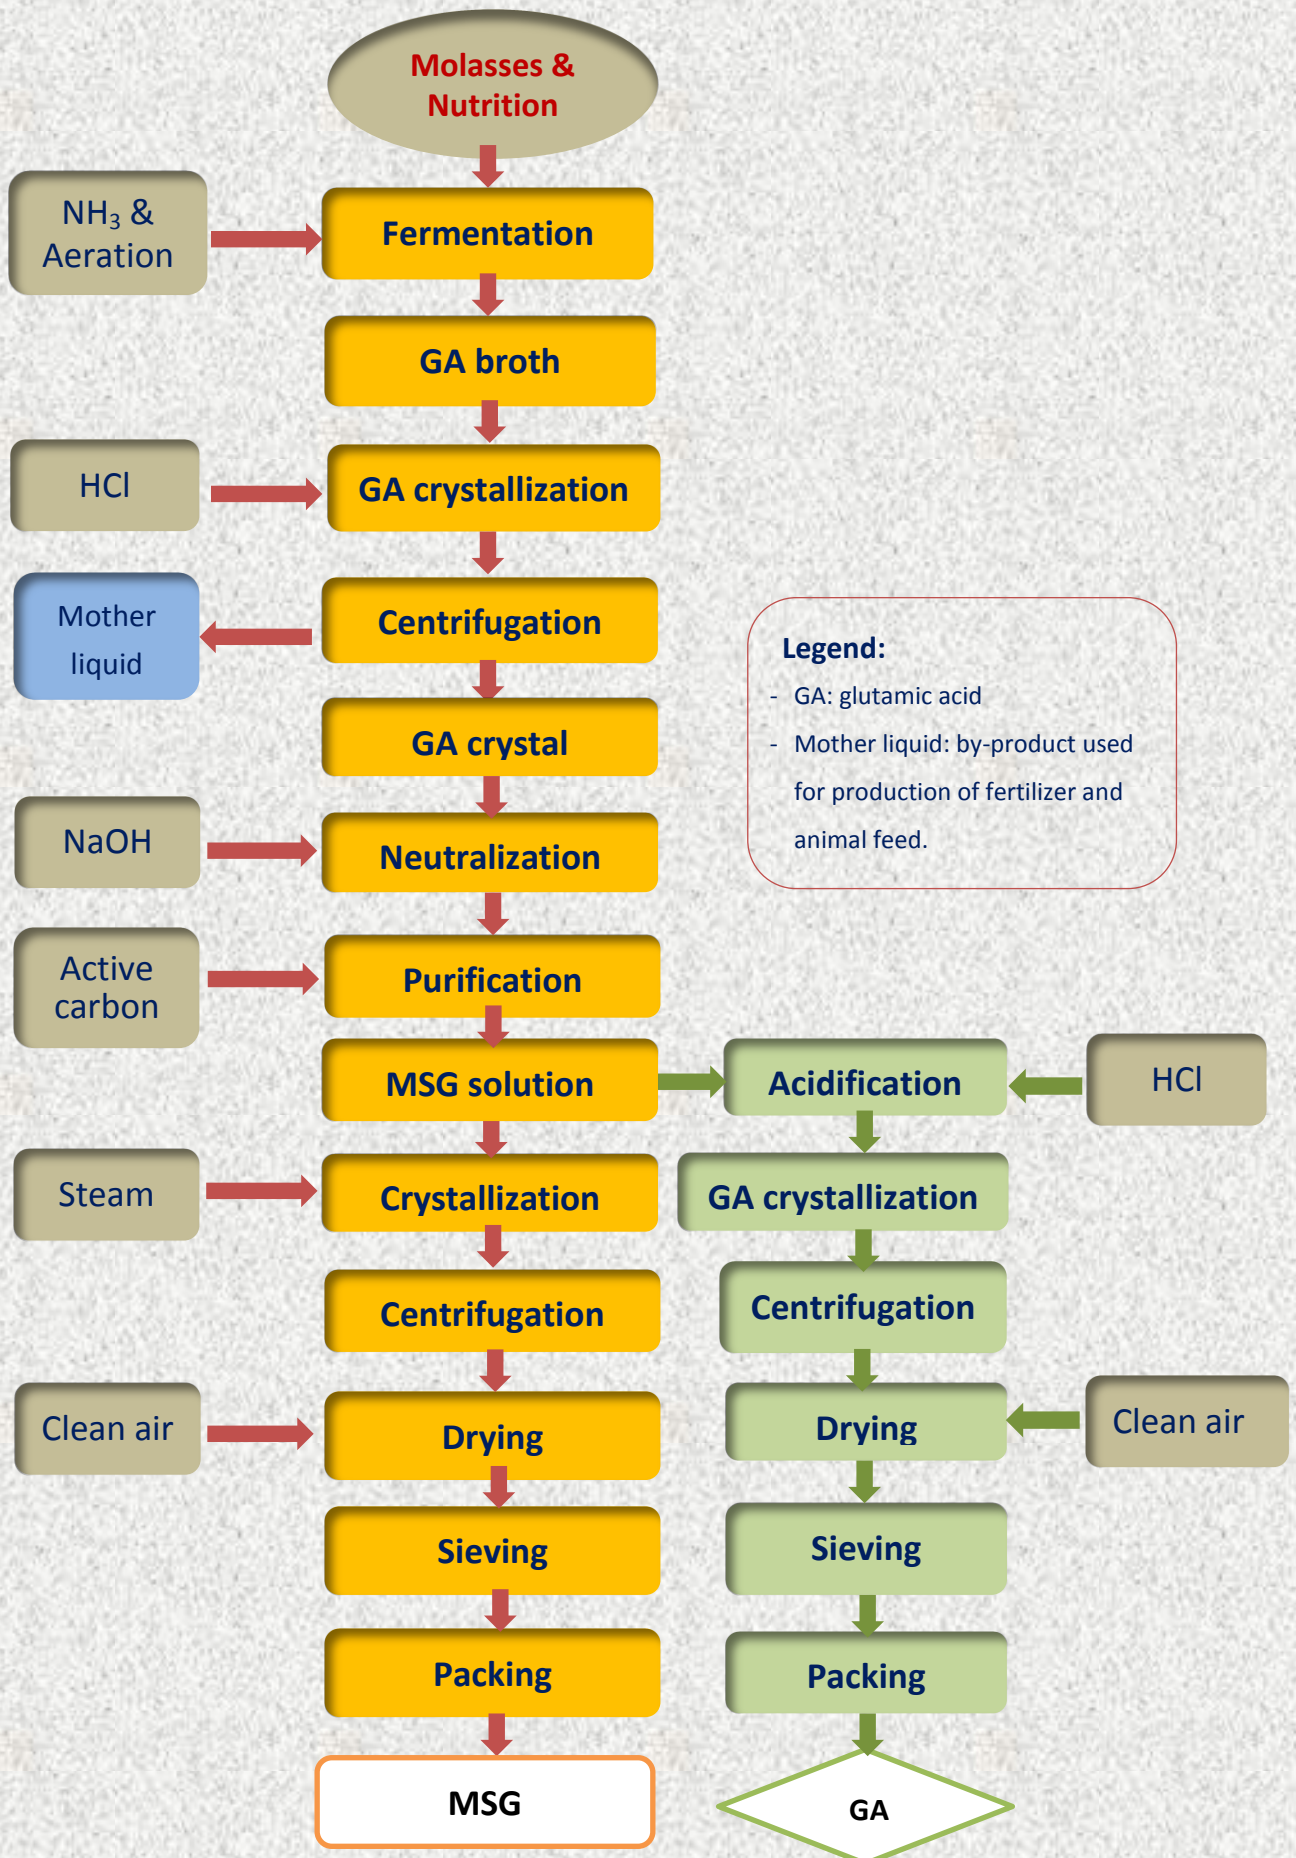 Molasses &
Nutrition
NH₃ &
Aeration
Fermentation
GA broth
HCl
GA crystallization
Mother
liquid
Centrifugation
Legend:
- GA: glutamic acid
- Mother liquid: by-product used
for production of fertilizer and
animal feed.
GA crystal
NaOH
Neutralization
Active
carbon
Purification
MSG solution
Acidification
HCl
Steam
Crystallization
GA crystallization
Centrifugation
Centrifugation
Clean air
Drying
Drying
Clean air
Sieving
Sieving
Packing
Packing
MSG
GA